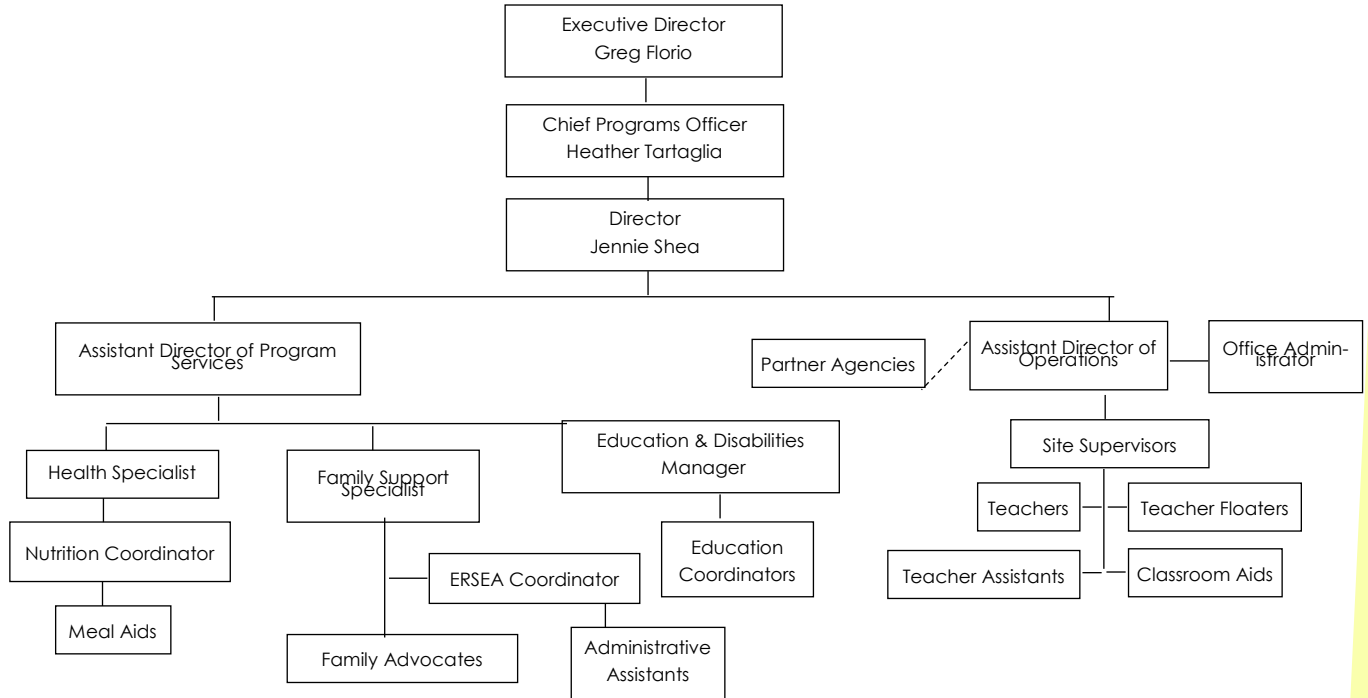 Executive Director
Greg Florio
Chief Programs Officer
Heather Tartaglia
Director
Jennie Shea
Assistant Director of Program
Services
Partner Agencies
Assistant Director of
Operations
Office Admin-
istrator
Health Specialist
Family Support
Specialist
Education & Disabilities
Manager
Site Supervisors
Teachers
Teacher Floaters
Nutrition Coordinator
Education
Coordinators
ERSEA Coordinator
Teacher Assistants
Classroom Aids
Meal Aids
Family Advocates
Administrative
Assistants